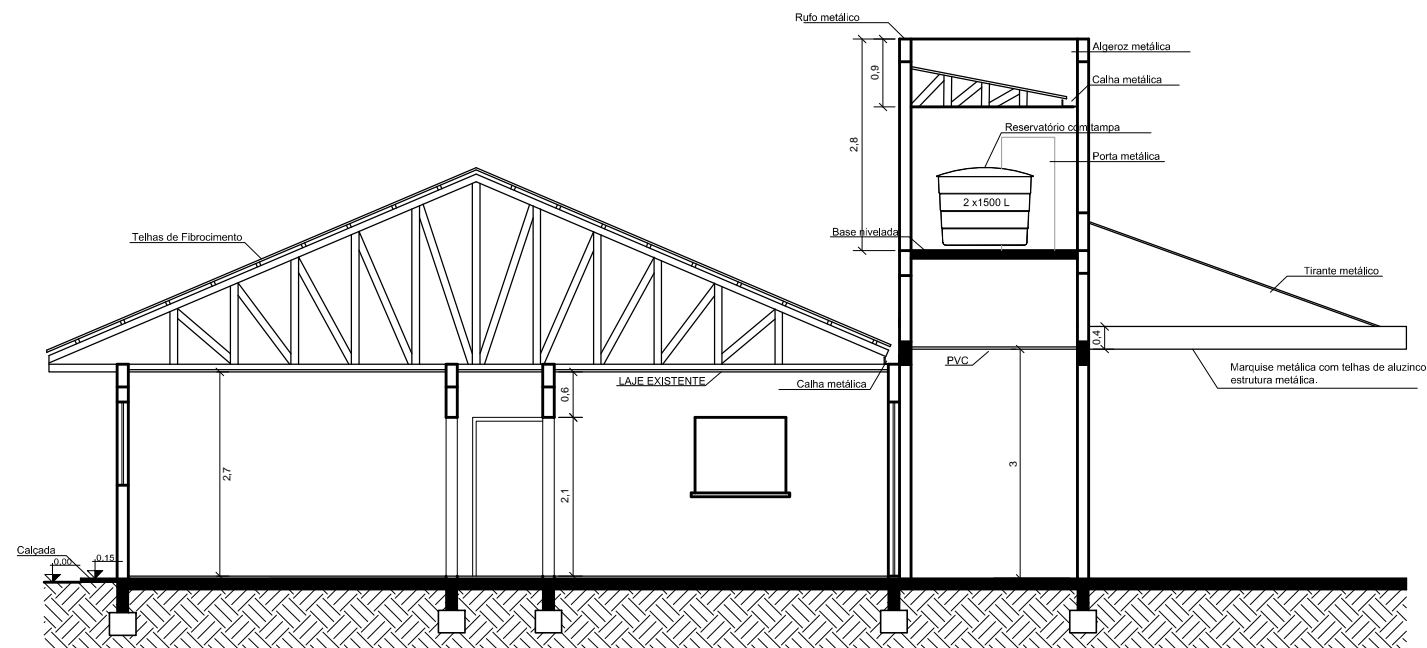 Rufo metálico
Algeroz metálica
0,9
Calha metálica
2,8
Reservatório com tampa
Porta metálica
2 x1500 L
Base nivelada
Telhas de Fibrocimento
Tirante metálico
0,4
PVC
Marquise metálica com telhas de aluzinco
estrutura metálica.
LAJE EXISTENTE
Calha metálica
0,6
2,7
3
2,1
Calçada
0.00
0.15